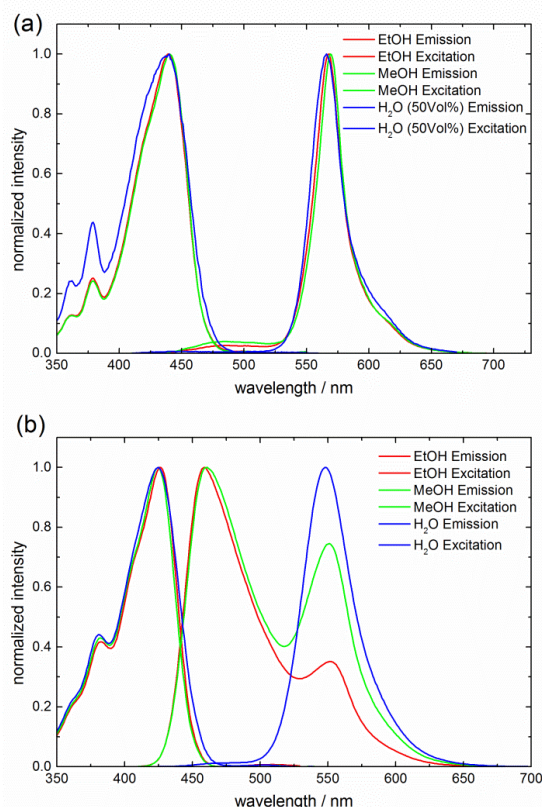 (a)
EtOH Emission
EtOH Excitation
MeOH Emission
MeOH Excitation
H₂O (50Vol%) Emission
H₂O (50Vol%) Excitation
normalized intensity
1.0
0.8
0.6
0.4
0.2
0.0
350 400 450 500 550 600 650 700
wavelength / nm
(b)
EtOH Emission
EtOH Excitation
MeOH Emission
MeOH Excitation
H₂O Emission
H₂O Excitation
normalized intensity
1.0
0.8
0.6
0.4
0.2
0.0
350 400 450 500 550 600 650 700
wavelength / nm